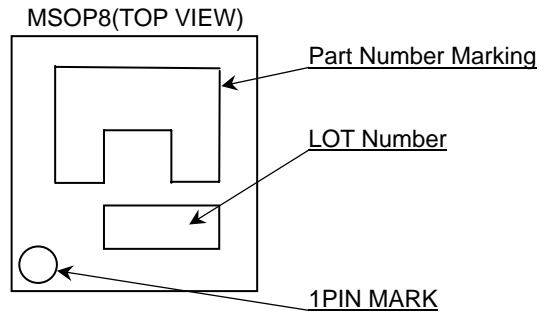 MSOP8(TOP VIEW)
Part Number Marking
LOT Number
1PIN MARK